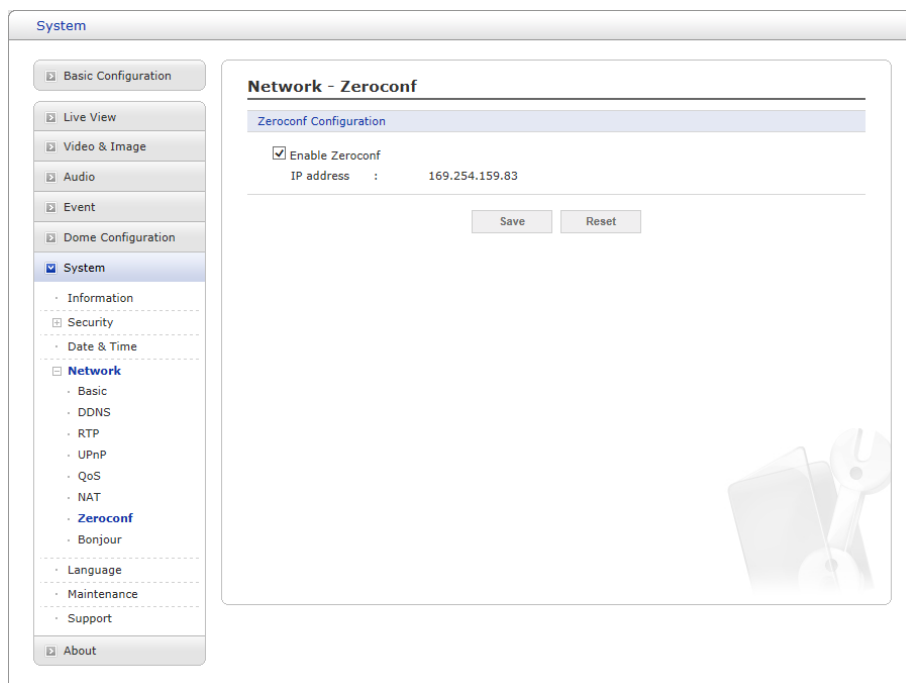 System
Basic Configuration
Live View
Video & Image
Audio
Event
Dome Configuration
System
Information
Security
Date & Time
Network
Basic
DDNS
RTP
UPnP
QoS
NAT
Zeroconf
Bonjour
Language
Maintenance
Support
About
Network - Zeroconf
Zeroconf Configuration
Enable Zeroconf
IP address : 169.254.159.83
Save Reset